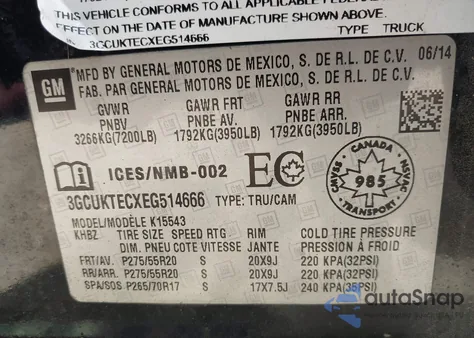 THIS VEHICLE CONFORMS TO ALL APPLICABLE
EFFECT ON THE DATE OF MANUFACTURE SHOWN ABOVE.
3GCUKTECXEG514666 TYPE TRUCK
GM
MFD BY GENERAL MOTORS DE MEXICO, S. DE R.L. DE C.V. 06/14
FAB. PAR GENERAL MOTORS DE MEXICO, S. DE R.L. DE C.V.
GVWR GAWR FRT GAWR RR
PNBV PNBE AV. PNBE ARR.
3266KG(7200LB) 1792KG(3950LB) 1792KG(3950LB)
ICES/NMB-002 EC
3GCUKTECXEG514666 TYPE: TRU/CAM
CANADA
CMVSS NSVAC
985
TRANSPORT
MODEL/MODÈLE K15543
KHBZ TIRE SIZE SPEED RTG RIM COLD TIRE PRESSURE
DIM. PNEU COTE VITESSE JANTE PRESSION À FROID
FRT/AV. P275/55R20 S 20X9J 220 KPA(32PSI)
RR/ARR. P275/55R20 S 20X9J 220 KPA(32PSI)
SPA/SOS P265/70R17 S 17X7.5J 240 KPA(35PSI)
autoSnap